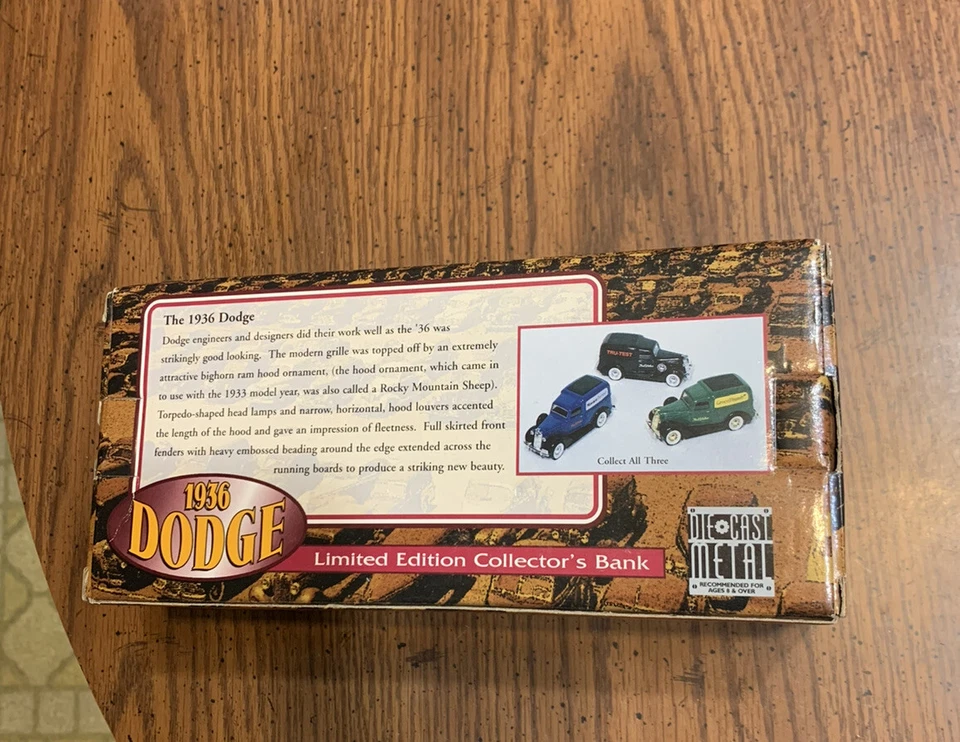 The 1936 Dodge
Dodge engineers and designers did their work well as the '36 was
strikingly good looking. The modern grille was topped off by an extremely
attractive bighorn ram hood ornament, (the hood ornament, which came in
to use with the 1933 model year, was also called a Rocky Mountain Sheep).
Torpedo-shaped head lamps and narrow, horizontal, hood louvers accented
the length of the hood and gave an impression of fleetness. Full skirted front
fenders with heavy embossed beading around the edge extended across the
running boards to produce a striking new beauty.
TRU-TEST
Collect All Three
1936
DODGE
Limited Edition Collector's Bank
DIE-CAST
METAL
RECOMMENDED FOR
AGES 8 & OVER